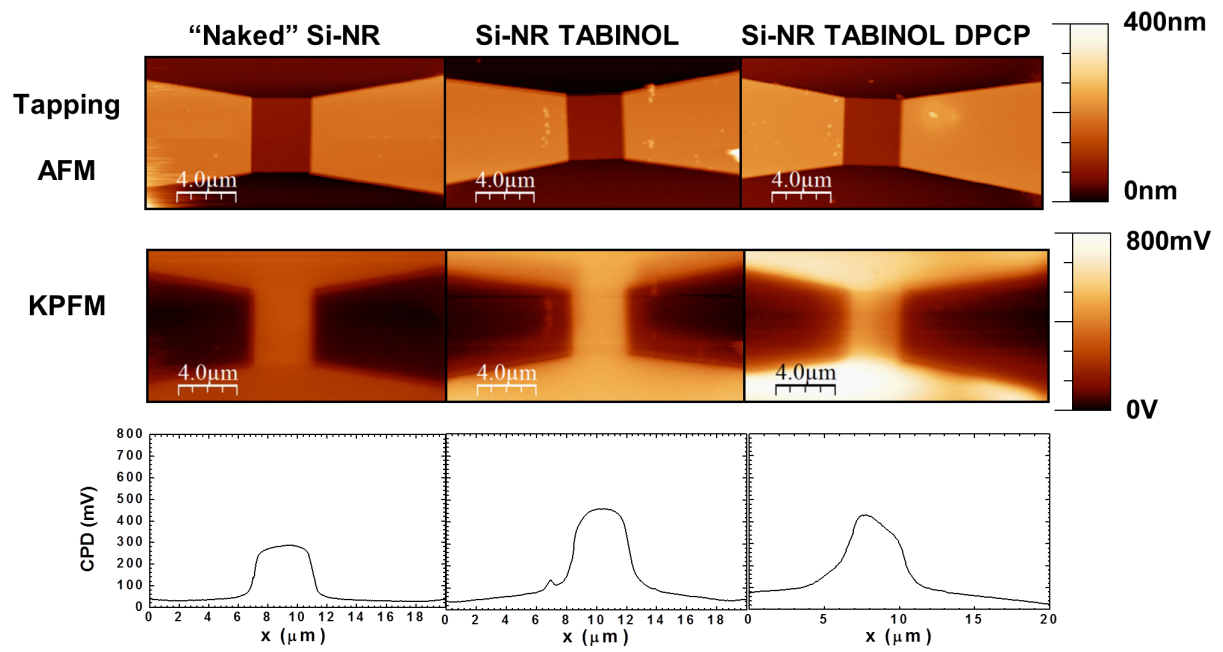 “Naked” Si-NR
Si-NR TABINOL
Si-NR TABINOL DPCP
400nm
Tapping
AFM
4.0μm
4.0μm
4.0μm
0nm
800mV
KPFM
4.0μm
4.0μm
4.0μm
0V
CPD (mV)
800
700
600
500
400
300
200
100
0
0 2 4 6 8 10 12 14 16 18
0 2 4 6 8 10 12 14 16 18
0 5 10 15 20
x (μm)
x (μm)
x (μm)